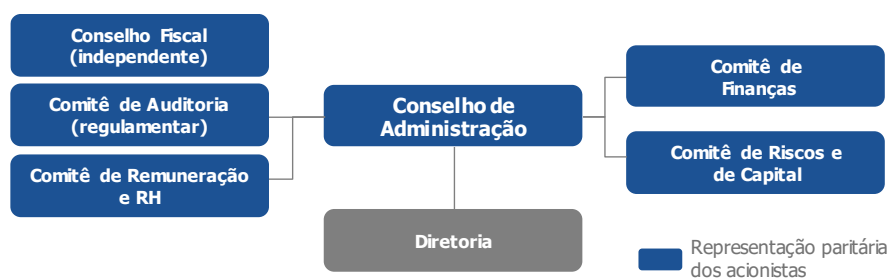 Conselho Fiscal
(independente)
Comitê de Auditoria
(regulamentar)
Comitê de Remuneração
e RH
Conselho de
Administração
Diretoria
Comitê de
Finanças
Comitê de Riscos e
de Capital
Representação paritária
dos acionistas